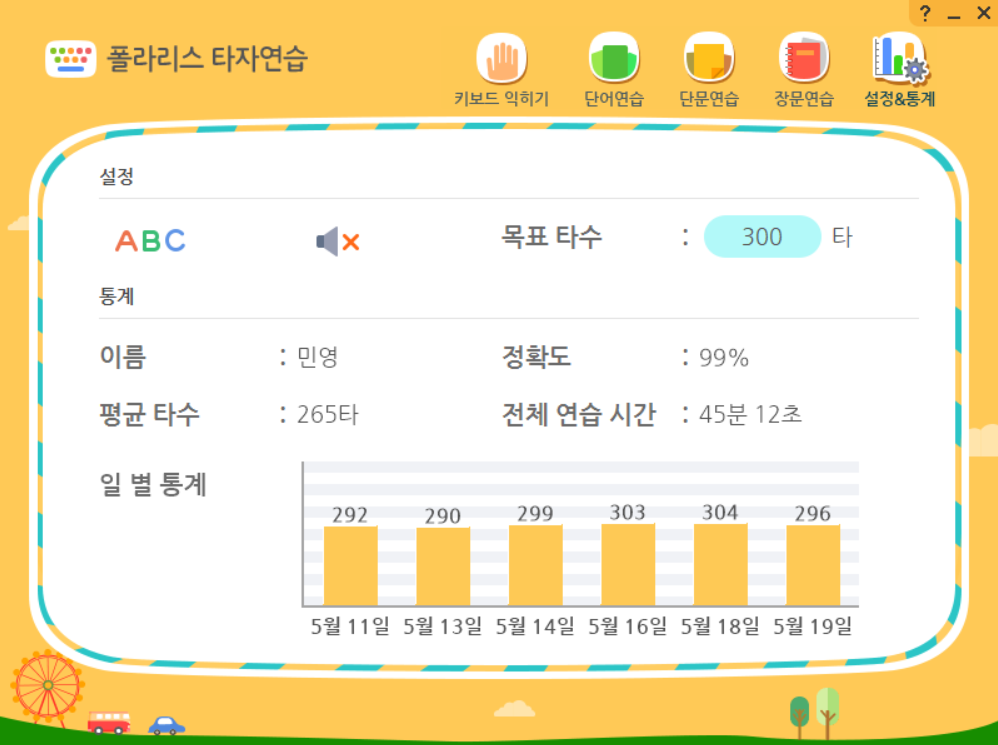 ?
폴라리스 타자연습
키보드 익히기 단어연습 단문연습 장문연습 설정&통계
설정
ABC 목표 타수 : 300 타
통계
이름 : 민영 정확도 : 99%
평균 타수 : 265타 전체 연습 시간 : 45분 12초
일 별 통계
292 290 299 303 304 296
5월 11일 5월 13일 5월 14일 5월 16일 5월 18일 5월 19일